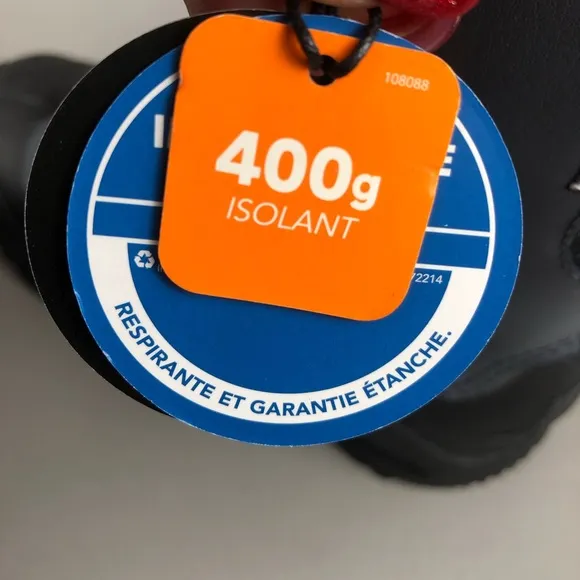 108088
400g
ISOLANT
72214
RESPIRANTE ET GARANTIE ÉTANCHE.